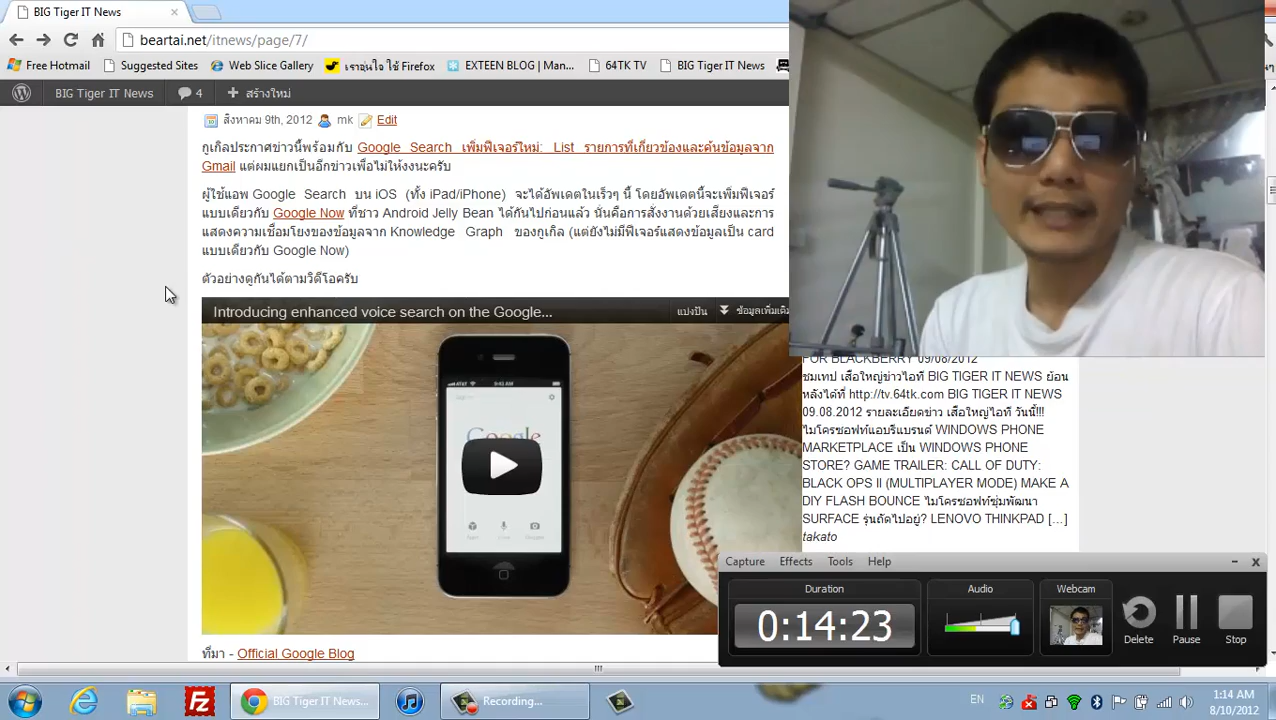 BIG Tiger IT News
beartai.net/itnews/page/7/
Free Hotmail Suggested Sites Web Slice Gallery เราอุ่นใจ ใช้ Firefox EXTEEN BLOG | Man... 64TK TV BIG Tiger IT News
BIG Tiger IT News 4 สร้างใหม่
สิงหาคม 9th, 2012 mk Edit
กูเกิลประกาศข่าวนี้พร้อมกับ Google Search เพิ่มฟีเจอร์ใหม่: List รายการที่เกี่ยวข้องและค้นข้อมูลจาก
Gmail แต่ผมแยกเป็นอีกข่าวเพื่อไม่ให้งงนะครับ
ผู้ใช้แอพ Google Search บน iOS (ทั้ง iPad/iPhone) จะได้อัพเดตในเร็วๆ นี้ โดยอัพเดตนี้จะเพิ่มฟีเจอร์
แบบเดียวกับ Google Now ที่ชาว Android Jelly Bean ได้กันไปก่อนแล้ว นั่นคือการสั่งงานด้วยเสียงและการ
แสดงความเชื่อมโยงของข้อมูลจาก Knowledge Graph ของกูเกิล (แต่ยังไม่มีฟีเจอร์แสดงข้อมูลเป็น card
แบบเดียวกับ Google Now)
ตัวอย่างดูกันได้ตามวิดีโอครับ
Introducing enhanced voice search on the Google... แบ่งปัน ข้อมูลเพิ่มเติม
Google
ที่มา - Official Google Blog
FOR BLACKBERRY 09/08/2012
ชมเทป เสือใหญ่ข่าวไอที BIG TIGER IT NEWS ย้อน
หลังได้ที่ http://tv.64tk.com BIG TIGER IT NEWS
09.08.2012 รายละเอียดข่าว เสือใหญ่ไอที วันนี้!!!
ไมโครซอฟท์แอบรีแบรนด์ WINDOWS PHONE
MARKETPLACE เป็น WINDOWS PHONE
STORE? GAME TRAILER: CALL OF DUTY:
BLACK OPS II (MULTIPLAYER MODE) MAKE A
DIY FLASH BOUNCE ไมโครซอฟท์ซุ่มพัฒนา
SURFACE รุ่นถัดไปอยู่? LENOVO THINKPAD [...]
takato
Capture Effects Tools Help
Duration Audio Webcam
0:14:23
Delete Pause Stop
BIG Tiger IT News... Recording... EN 1:14 AM
8/10/2012